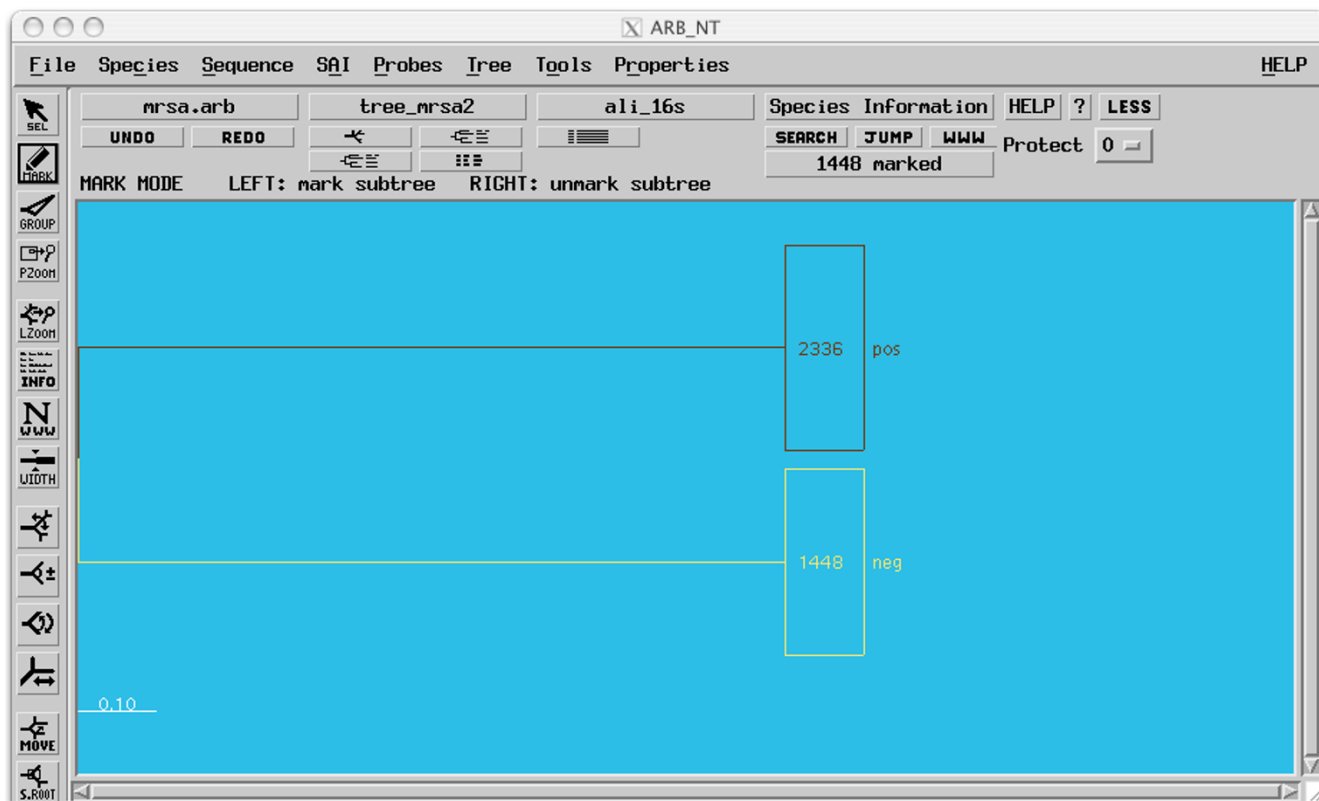 ARB_NT
File Species Sequence SAI Probes Tree Tools Properties HELP
mrsa.arb tree_mrsa2 ali_16s Species Information HELP ? LESS
UNDO REDO SEARCH JUMP WWW Protect 0
1448 marked
MARK MODE LEFT: mark subtree RIGHT: unmark subtree
SEL
MARK
GROUP
PZOOM
LZOOM
INFO
N
WWW
WIDTH
±
MOVE
S.ROOT
2336 pos
1448 neg
0.10